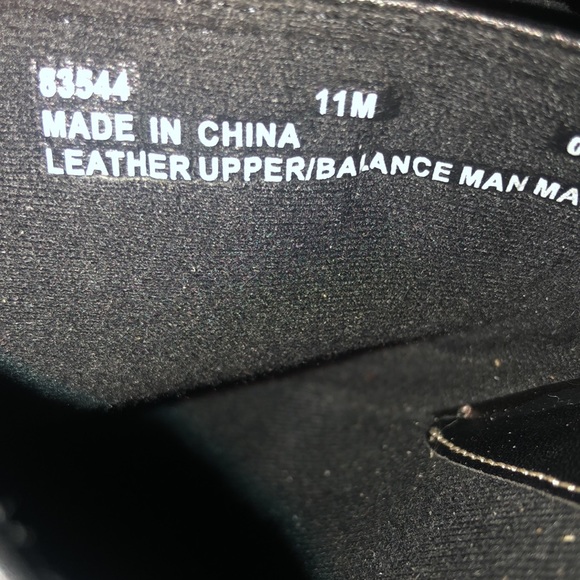 83544 11M
MADE IN CHINA
LEATHER UPPER/BALANCE MAN MA